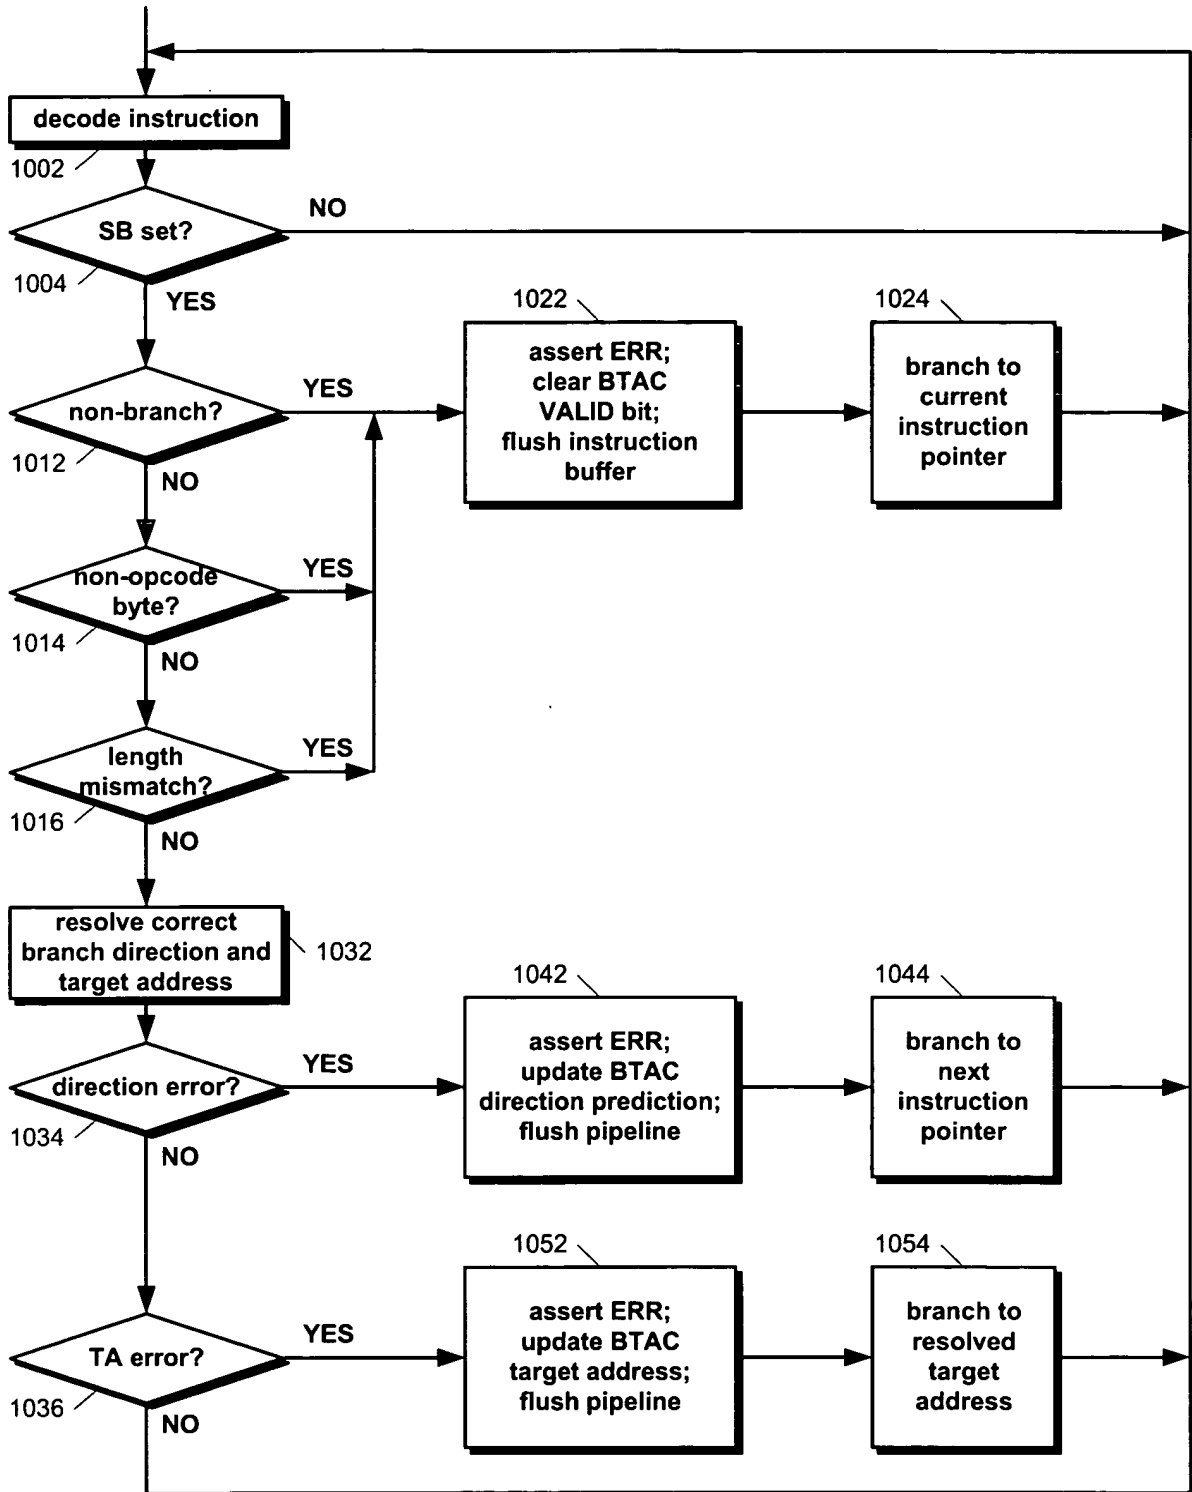 decode instruction
1002
SB set?
NO
1004
YES
1022
1024
non-branch?
YES
assert ERR;
clear BTAC
VALID bit;
flush instruction
buffer
branch to
current
instruction
pointer
1012
NO
non-opcode
byte?
YES
1014
NO
length
mismatch?
YES
1016
NO
resolve correct
branch direction and
target address
1032
1042
1044
direction error?
YES
assert ERR;
update BTAC
direction prediction;
flush pipeline
branch to
next
instruction
pointer
1034
NO
1052
1054
TA error?
YES
assert ERR;
update BTAC
target address;
flush pipeline
branch to
resolved
target
address
1036
NO